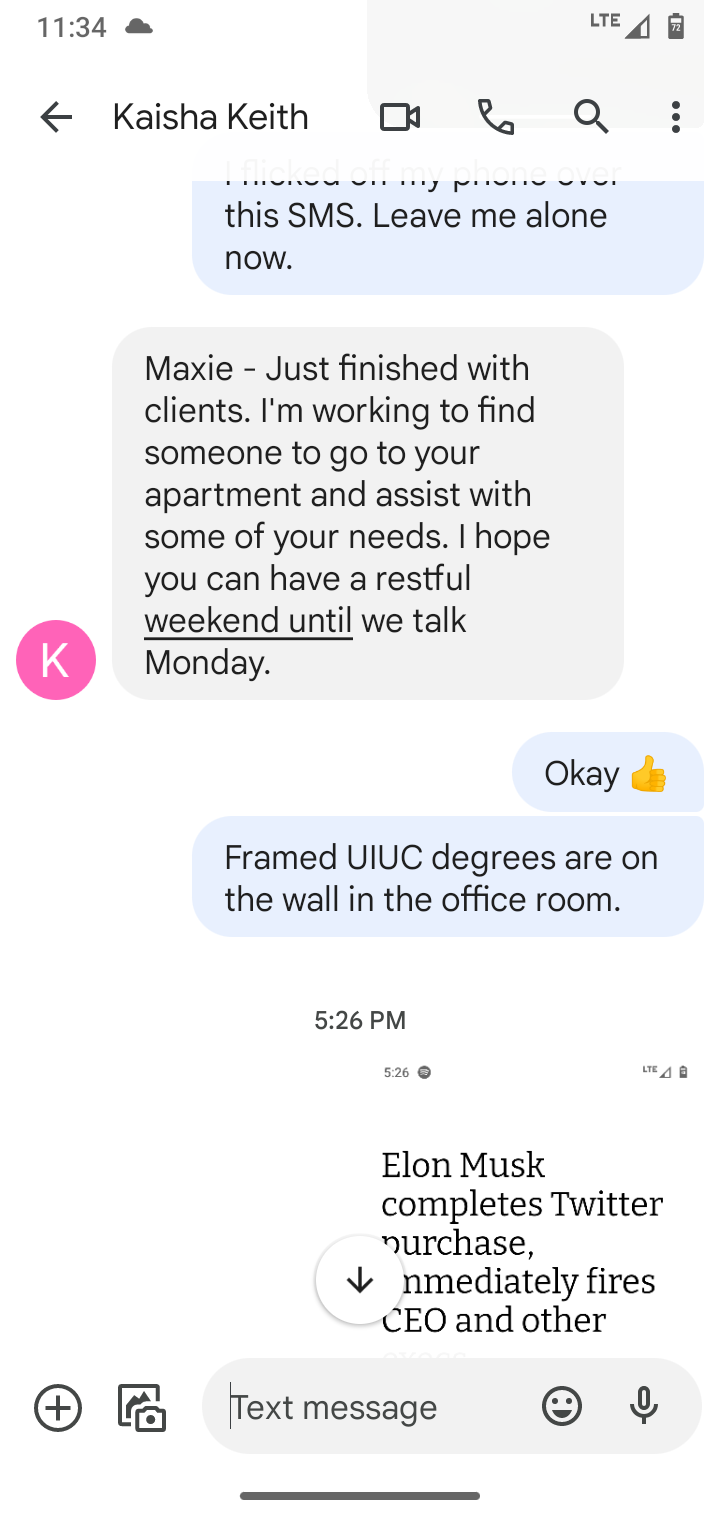 11:34
LTE
72
Kaisha Keith
I flicked off my phone over
this SMS. Leave me alone
now.
Maxie - Just finished with
clients. I'm working to find
someone to go to your
apartment and assist with
some of your needs. I hope
you can have a restful
weekend until we talk
Monday.
K
Okay 👍
Framed UIUC degrees are on
the wall in the office room.
5:26 PM
5:26
LTE
Elon Musk
completes Twitter
purchase,
immediately fires
CEO and other
execs
Text message